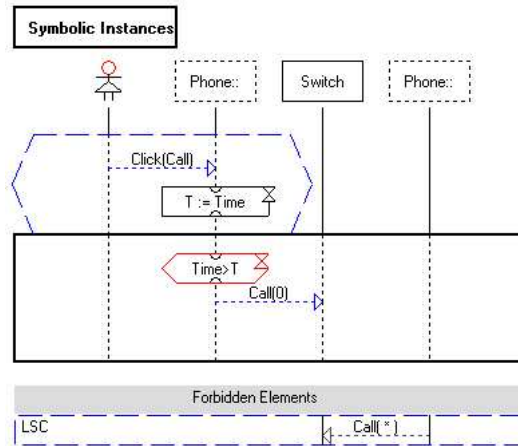 Symbolic Instances
Phone:: Switch Phone::
Click(Call)
T := Time
Time>T
Call(0)
Forbidden Elements
LSC Call( * )